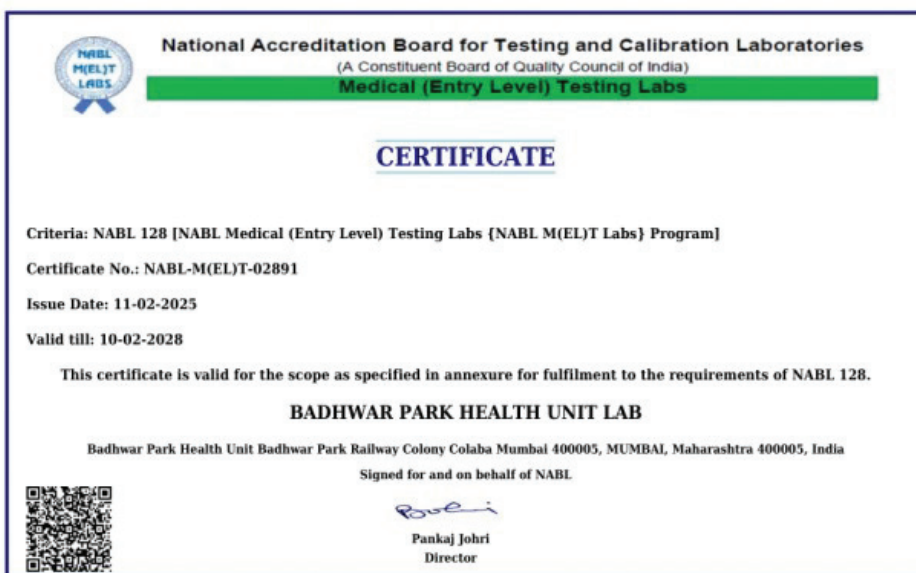 NABL
M(EL)T
LABS
National Accreditation Board for Testing and Calibration Laboratories
(A Constituent Board of Quality Council of India)
Medical (Entry Level) Testing Labs
CERTIFICATE
Criteria: NABL 128 [NABL Medical (Entry Level) Testing Labs {NABL M(EL)T Labs} Program]
Certificate No.: NABL-M(EL)T-02891
Issue Date: 11-02-2025
Valid till: 10-02-2028
This certificate is valid for the scope as specified in annexure for fulfilment to the requirements of NABL 128.
BADHWAR PARK HEALTH UNIT LAB
Badhwar Park Health Unit Badhwar Park Railway Colony Colaba Mumbai 400005, MUMBAI, Maharashtra 400005, India
Signed for and on behalf of NABL
Pankaj Johri
Director